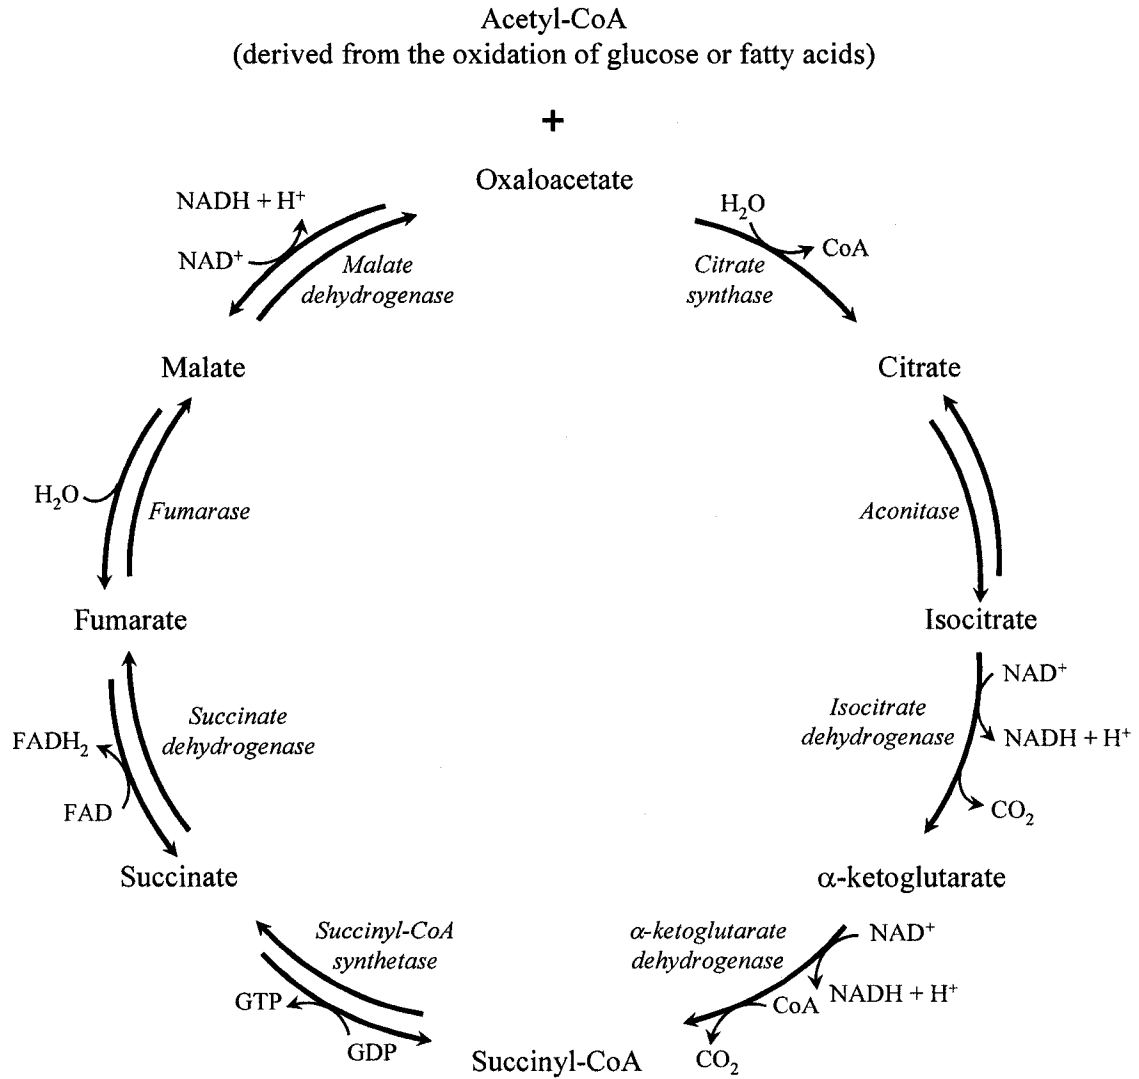 Acetyl-CoA
(derived from the oxidation of glucose or fatty acids)
+
Oxaloacetate
H₂O
CoA
Citrate
synthase
Citrate
Aconitase
Isocitrate
NAD⁺
Isocitrate
dehydrogenase
NADH + H⁺
CO₂
α-ketoglutarate
α-ketoglutarate
dehydrogenase
NAD⁺
NADH + H⁺
CoA
CO₂
Succinyl-CoA
Succinyl-CoA
synthetase
GTP
GDP
Succinate
Succinate
dehydrogenase
FADH₂
FAD
Fumarate
Fumarase
H₂O
Malate
Malate
dehydrogenase
NADH + H⁺
NAD⁺